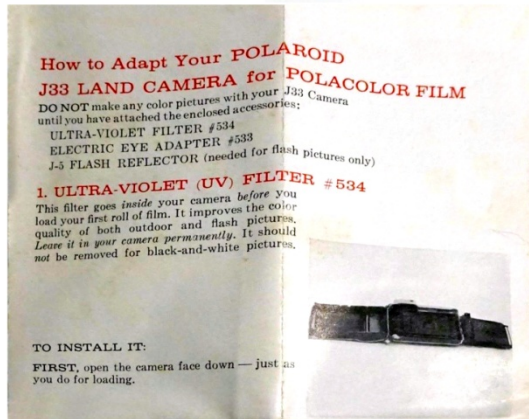 How to Adapt Your POLAROID
J33 LAND CAMERA for POLACOLOR FILM
DO NOT make any color pictures with your J33 Camera
until you have attached the enclosed accessories:
ULTRA-VIOLET FILTER #534
ELECTRIC EYE ADAPTER #533
J-5 FLASH REFLECTOR (needed for flash pictures only)
1. ULTRA-VIOLET (UV) FILTER #534
This filter goes inside your camera before you
load your first roll of film. It improves the color
quality of both outdoor and flash pictures.
Leave it in your camera permanently. It should
not be removed for black-and-white pictures.
TO INSTALL IT:
FIRST, open the camera face down — just as
you do for loading.